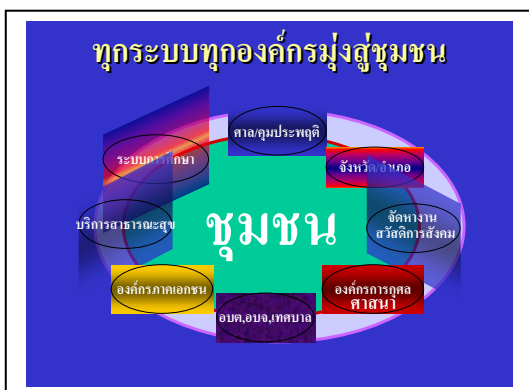 ทุกระบบทุกองค์กรมุ่งสู่ชุมชน
ศาล/คุมประพฤติ
ระบบการศึกษา
จังหวัด/อำเภอ
บริการสาธารณะสุข
ชุมชน
จัดหางาน
สวัสดิการสังคม
องค์กรภาคเอกชน
องค์กรการกุศล
ศาสนา
อบต,อบจ,เทศบาล